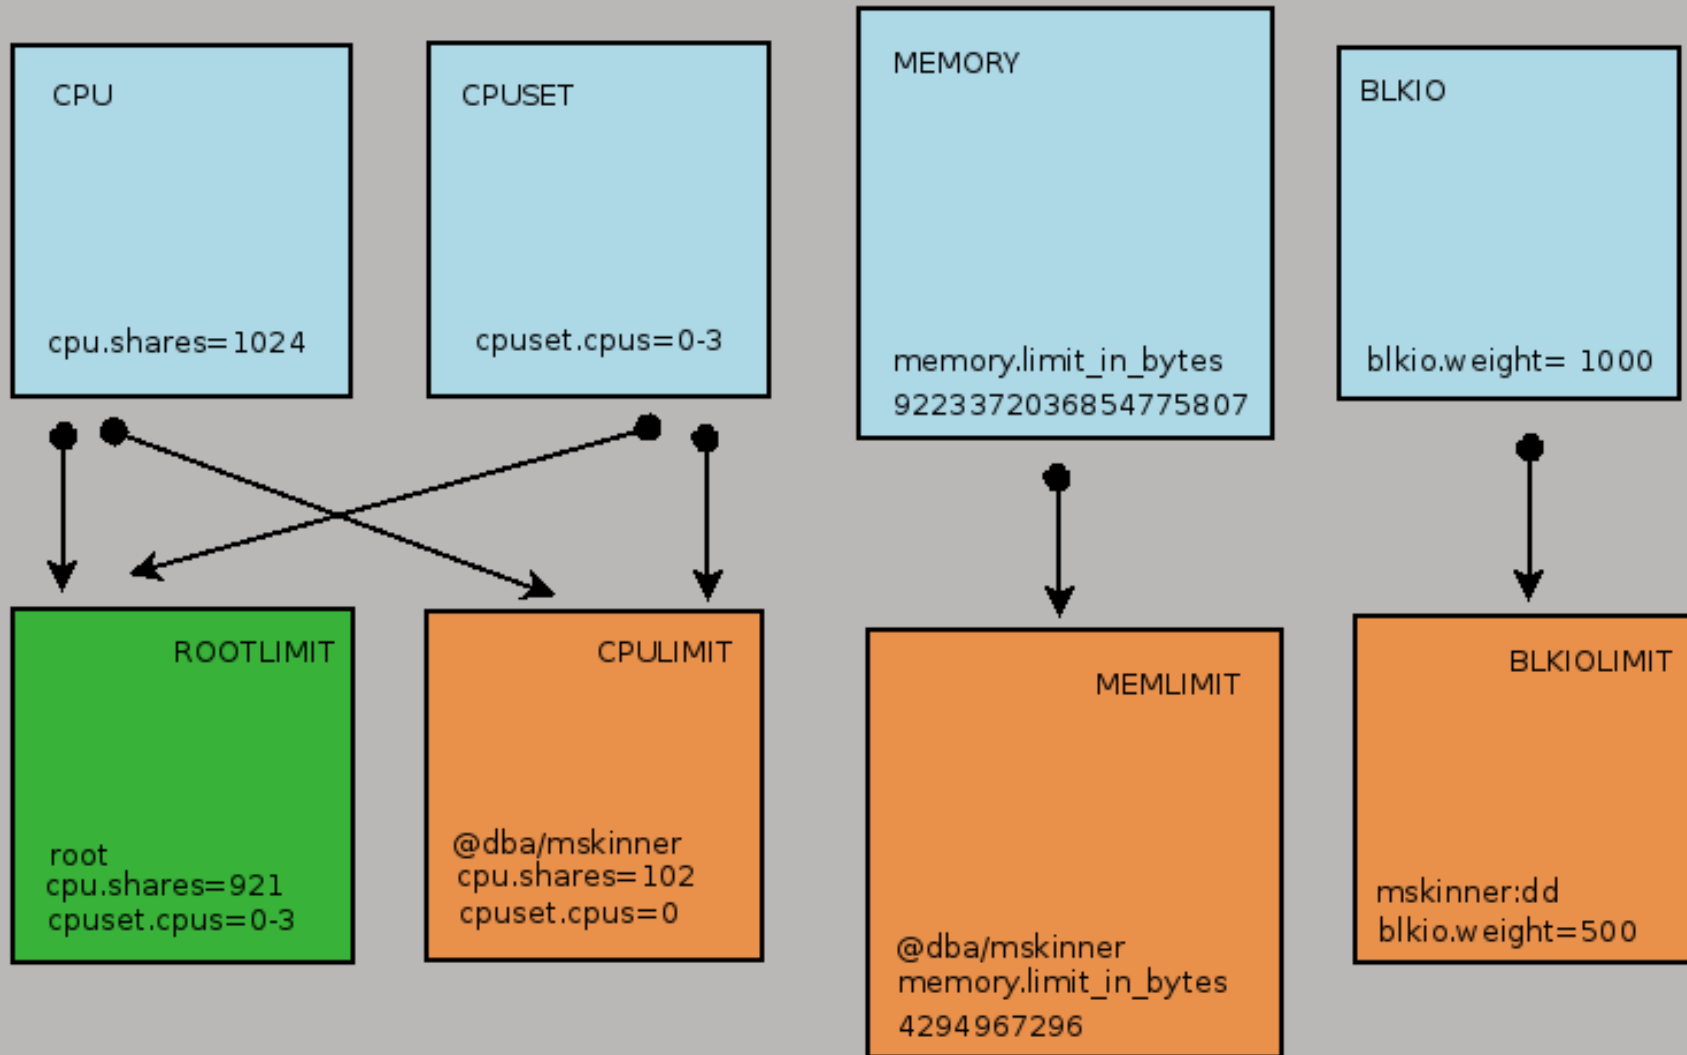 CPU
cpu.shares=1024
CPUSET
cpuset.cpus=0-3
MEMORY
memory.limit_in_bytes
9223372036854775807
BLKIO
blkio.weight= 1000
ROOTLIMIT
root
cpu.shares=921
cpuset.cpus=0-3
CPULIMIT
@dba/mskinner
cpu.shares=102
cpuset.cpus=0
MEMLIMIT
@dba/mskinner
memory.limit_in_bytes
4294967296
BLKIOLIMIT
mskinner:dd
blkio.weight=500